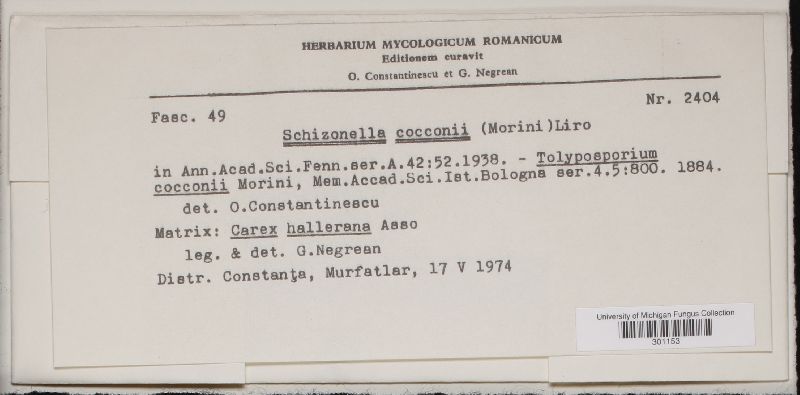 HERBARIUM MYCOLOGICUM ROMANICUM
Editionem curavit
O. Constantinescu et G. Negrean
Fasc. 49
Nr. 2404
Schizonella cocconii (Morini)Liro
in Ann.Acad.Sci.Fenn.ser.A.42:52.1938. - Tolyposporium
cocconii Morini, Mem.Accad.Sci.Ist.Bologna ser.4.5:800. 1884.
det. O.Constantinescu
Matrix: Carex hallerana Asso
leg. & det. G.Negrean
Distr. Constanţa, Murfatlar, 17 V 1974
University of Michigan Fungus Collection
301153